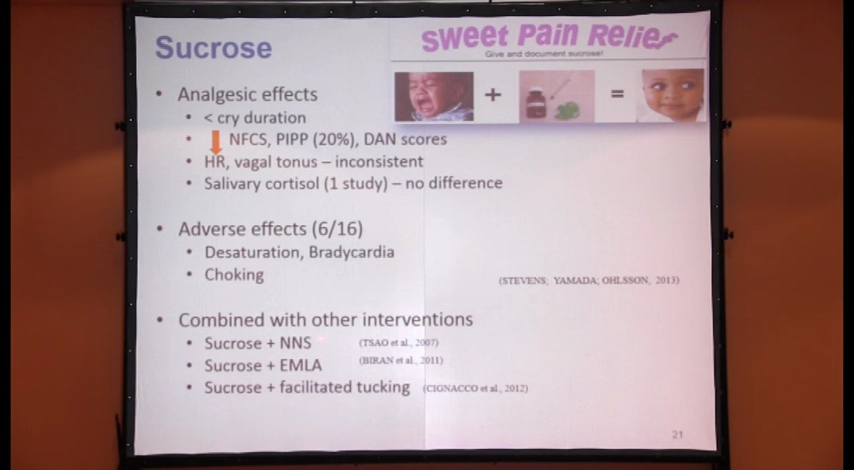 Sucrose
Sweet Pain Relief
Give and document sucrose!
+ =
• Analgesic effects
• < cry duration
• NFCS, PIPP (20%), DAN scores
• HR, vagal tonus – inconsistent
• Salivary cortisol (1 study) – no difference
• Adverse effects (6/16)
• Desaturation, Bradycardia
• Choking
(STEVENS; YAMADA; OHLSSON, 2013)
• Combined with other interventions
• Sucrose + NNS (TSAO et al., 2007)
• Sucrose + EMLA (BIRAN et al., 2011)
• Sucrose + facilitated tucking (CIGNACCO et al., 2012)
21